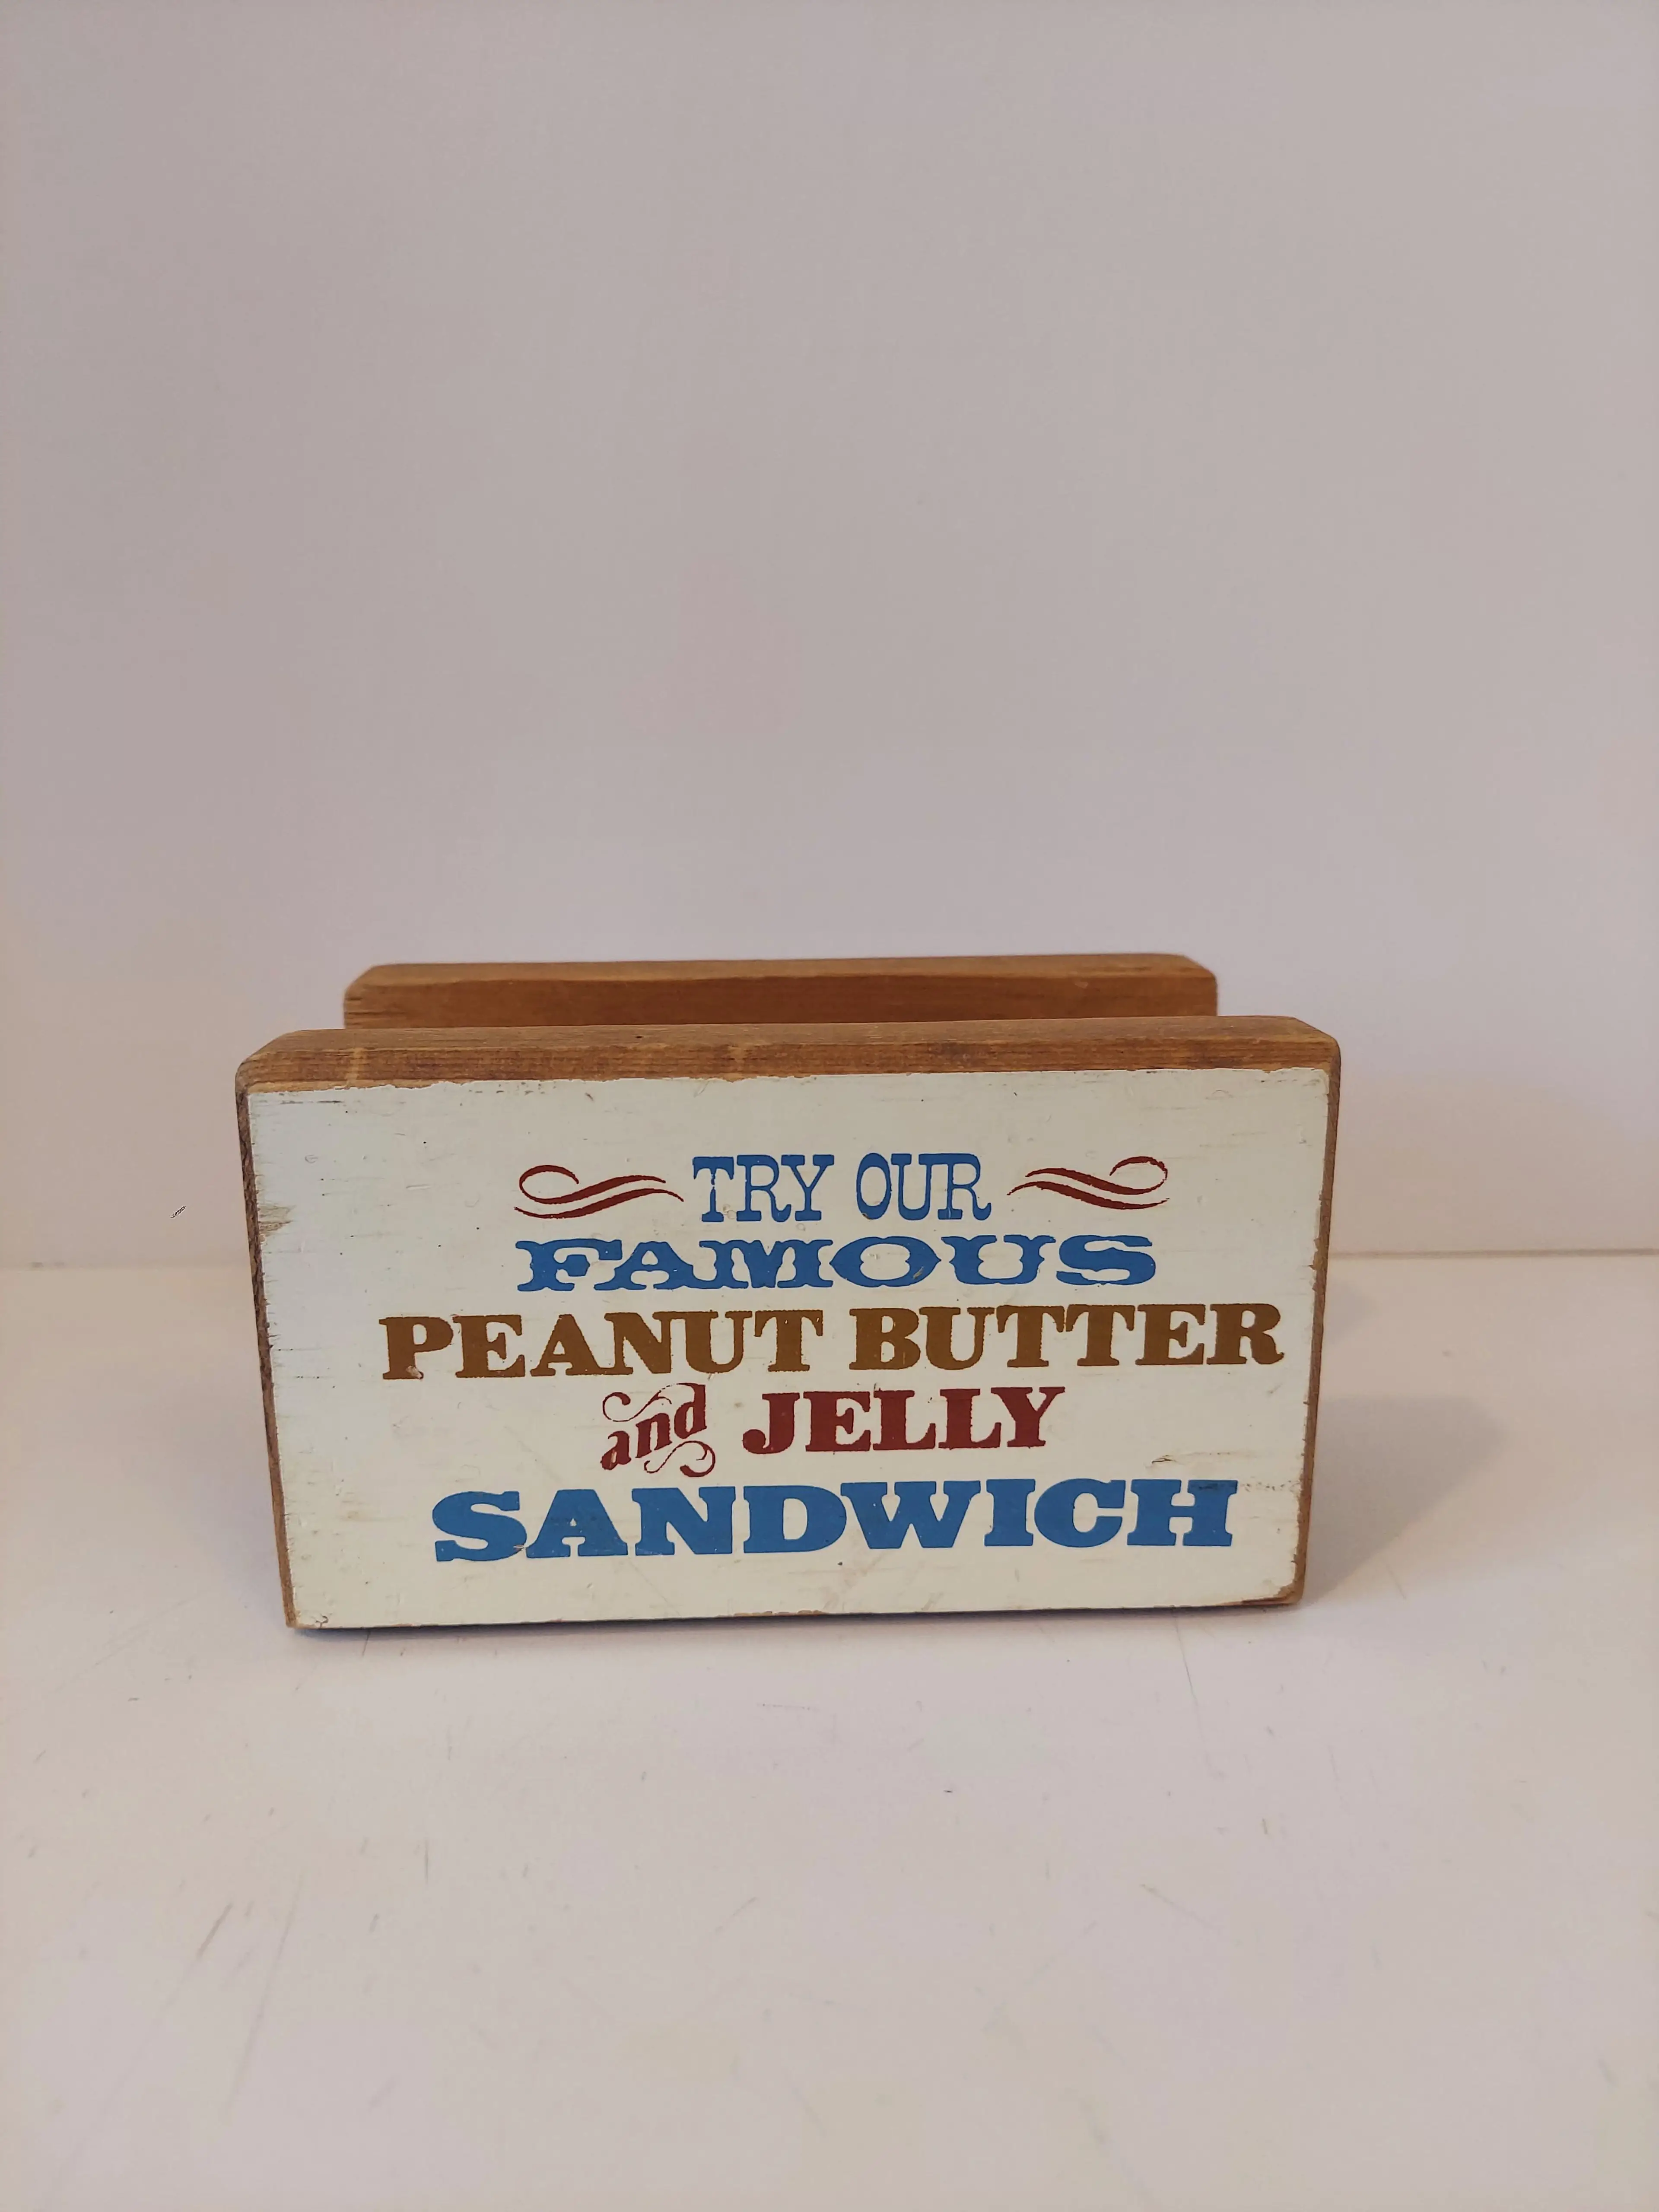 TRY OUR
FAMOUS
PEANUT BUTTER
and JELLY
SANDWICH